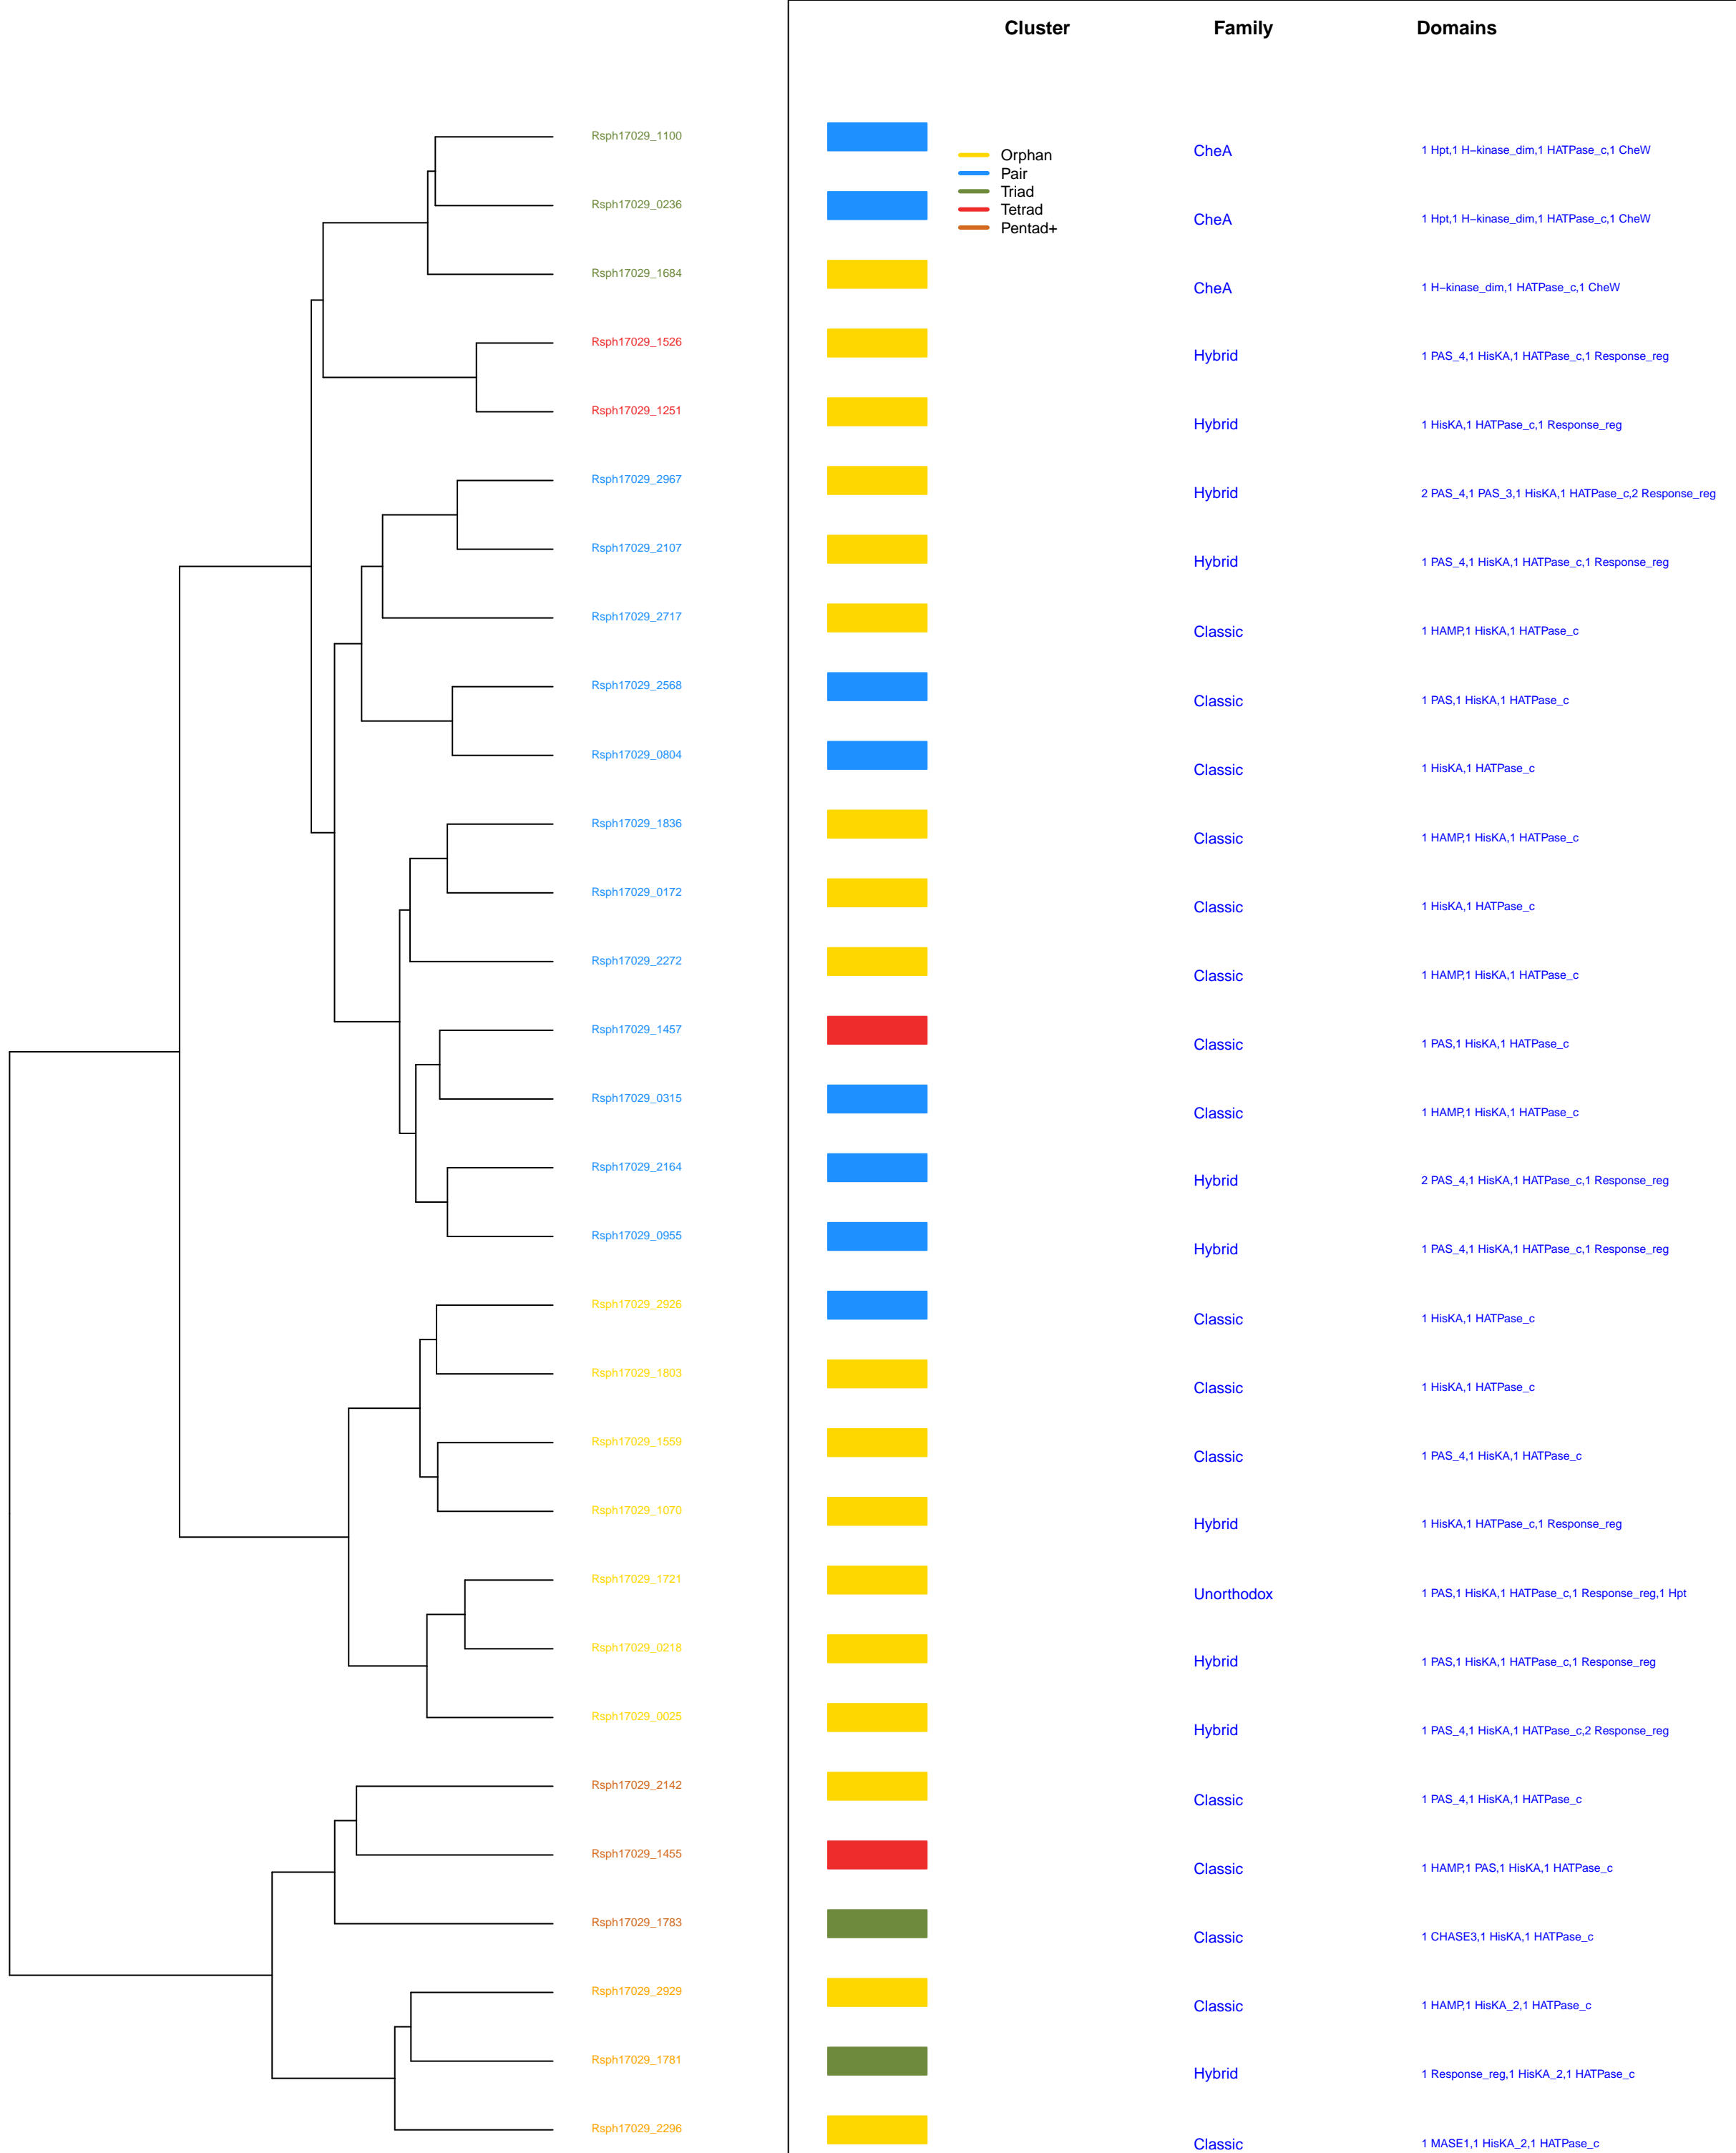 Cluster Family Domains
Rsph17029_1100 CheA 1 Hpt,1 H−kinase_dim,1 HATPase_c,1 CheW
Orphan
Pair
Triad
Tetrad
Pentad+
Rsph17029_0236 CheA 1 Hpt,1 H−kinase_dim,1 HATPase_c,1 CheW
Rsph17029_1684 CheA 1 H−kinase_dim,1 HATPase_c,1 CheW
Rsph17029_1526 Hybrid 1 PAS_4,1 HisKA,1 HATPase_c,1 Response_reg
Rsph17029_1251 Hybrid 1 HisKA,1 HATPase_c,1 Response_reg
Rsph17029_2967 Hybrid 2 PAS_4,1 PAS_3,1 HisKA,1 HATPase_c,2 Response_reg
Rsph17029_2107 Hybrid 1 PAS_4,1 HisKA,1 HATPase_c,1 Response_reg
Rsph17029_2717 Classic 1 HAMP,1 HisKA,1 HATPase_c
Rsph17029_2568 Classic 1 PAS,1 HisKA,1 HATPase_c
Rsph17029_0804 Classic 1 HisKA,1 HATPase_c
Rsph17029_1836 Classic 1 HAMP,1 HisKA,1 HATPase_c
Rsph17029_0172 Classic 1 HisKA,1 HATPase_c
Rsph17029_2272 Classic 1 HAMP,1 HisKA,1 HATPase_c
Rsph17029_1457 Classic 1 PAS,1 HisKA,1 HATPase_c
Rsph17029_0315 Classic 1 HAMP,1 HisKA,1 HATPase_c
Rsph17029_2164 Hybrid 2 PAS_4,1 HisKA,1 HATPase_c,1 Response_reg
Rsph17029_0955 Hybrid 1 PAS_4,1 HisKA,1 HATPase_c,1 Response_reg
Rsph17029_2926 Classic 1 HisKA,1 HATPase_c
Rsph17029_1803 Classic 1 HisKA,1 HATPase_c
Rsph17029_1559 Classic 1 PAS_4,1 HisKA,1 HATPase_c
Rsph17029_1070 Hybrid 1 HisKA,1 HATPase_c,1 Response_reg
Rsph17029_1721 Unorthodox 1 PAS,1 HisKA,1 HATPase_c,1 Response_reg,1 Hpt
Rsph17029_0218 Hybrid 1 PAS,1 HisKA,1 HATPase_c,1 Response_reg
Rsph17029_0025 Hybrid 1 PAS_4,1 HisKA,1 HATPase_c,2 Response_reg
Rsph17029_2142 Classic 1 PAS_4,1 HisKA,1 HATPase_c
Rsph17029_1455 Classic 1 HAMP,1 PAS,1 HisKA,1 HATPase_c
Rsph17029_1783 Classic 1 CHASE3,1 HisKA,1 HATPase_c
Rsph17029_2929 Classic 1 HAMP,1 HisKA_2,1 HATPase_c
Rsph17029_1781 Hybrid 1 Response_reg,1 HisKA_2,1 HATPase_c
Rsph17029_2296 Classic 1 MASE1,1 HisKA_2,1 HATPase_c